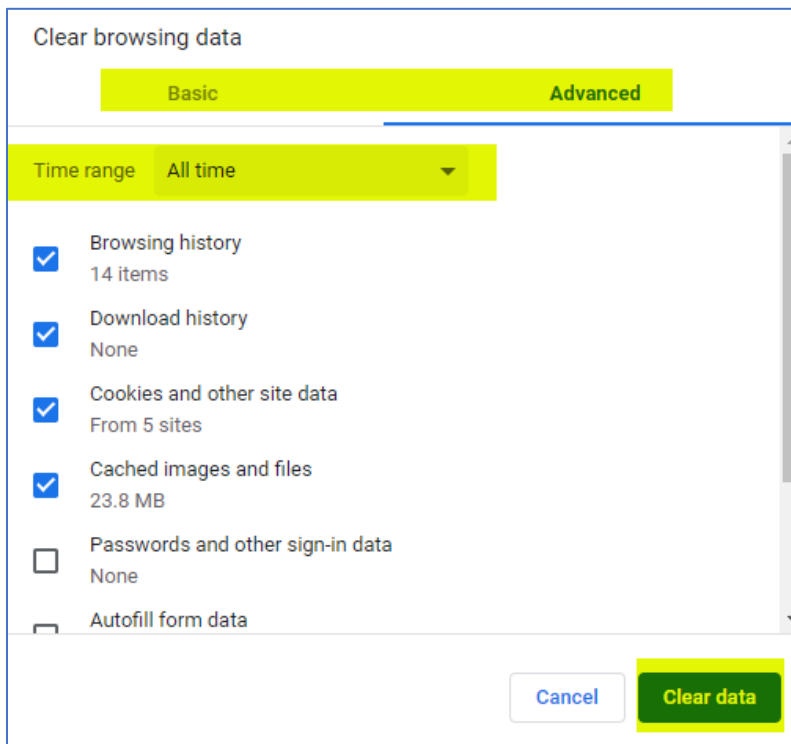 Clear browsing data
Basic Advanced
Time range All time
Browsing history
14 items
Download history
None
Cookies and other site data
From 5 sites
Cached images and files
23.8 MB
Passwords and other sign-in data
None
Autofill form data
Cancel Clear data